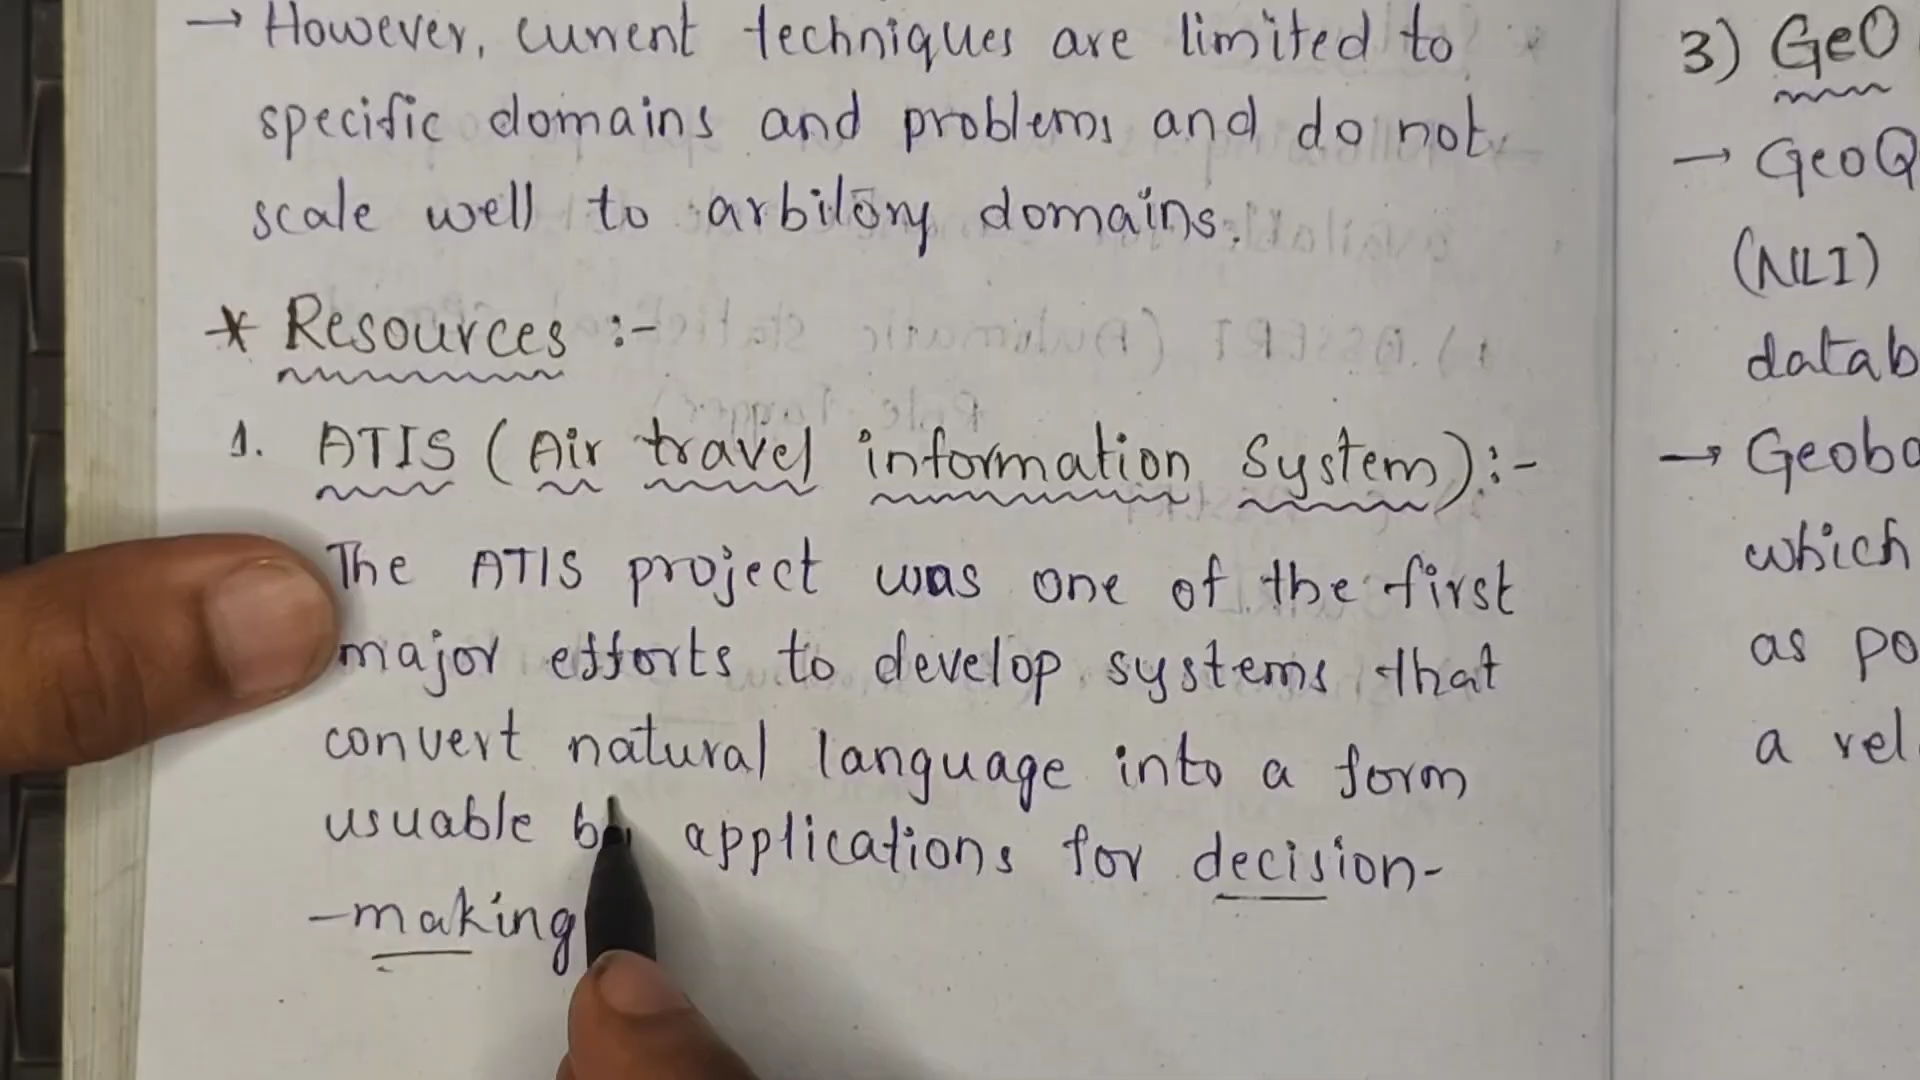 → However, current techniques are limited to
specific domains and problems and do not
scale well to arbitory domains.
* Resources :-
1. ATIS (Air travel information System):-
The ATIS project was one of the first
major efforts to develop systems that
convert natural language into a form
usuable by applications for decision-
-making
3) GeO
→ GeoQ
(NLI)
datab
→ Geoba
which
as po
a rel